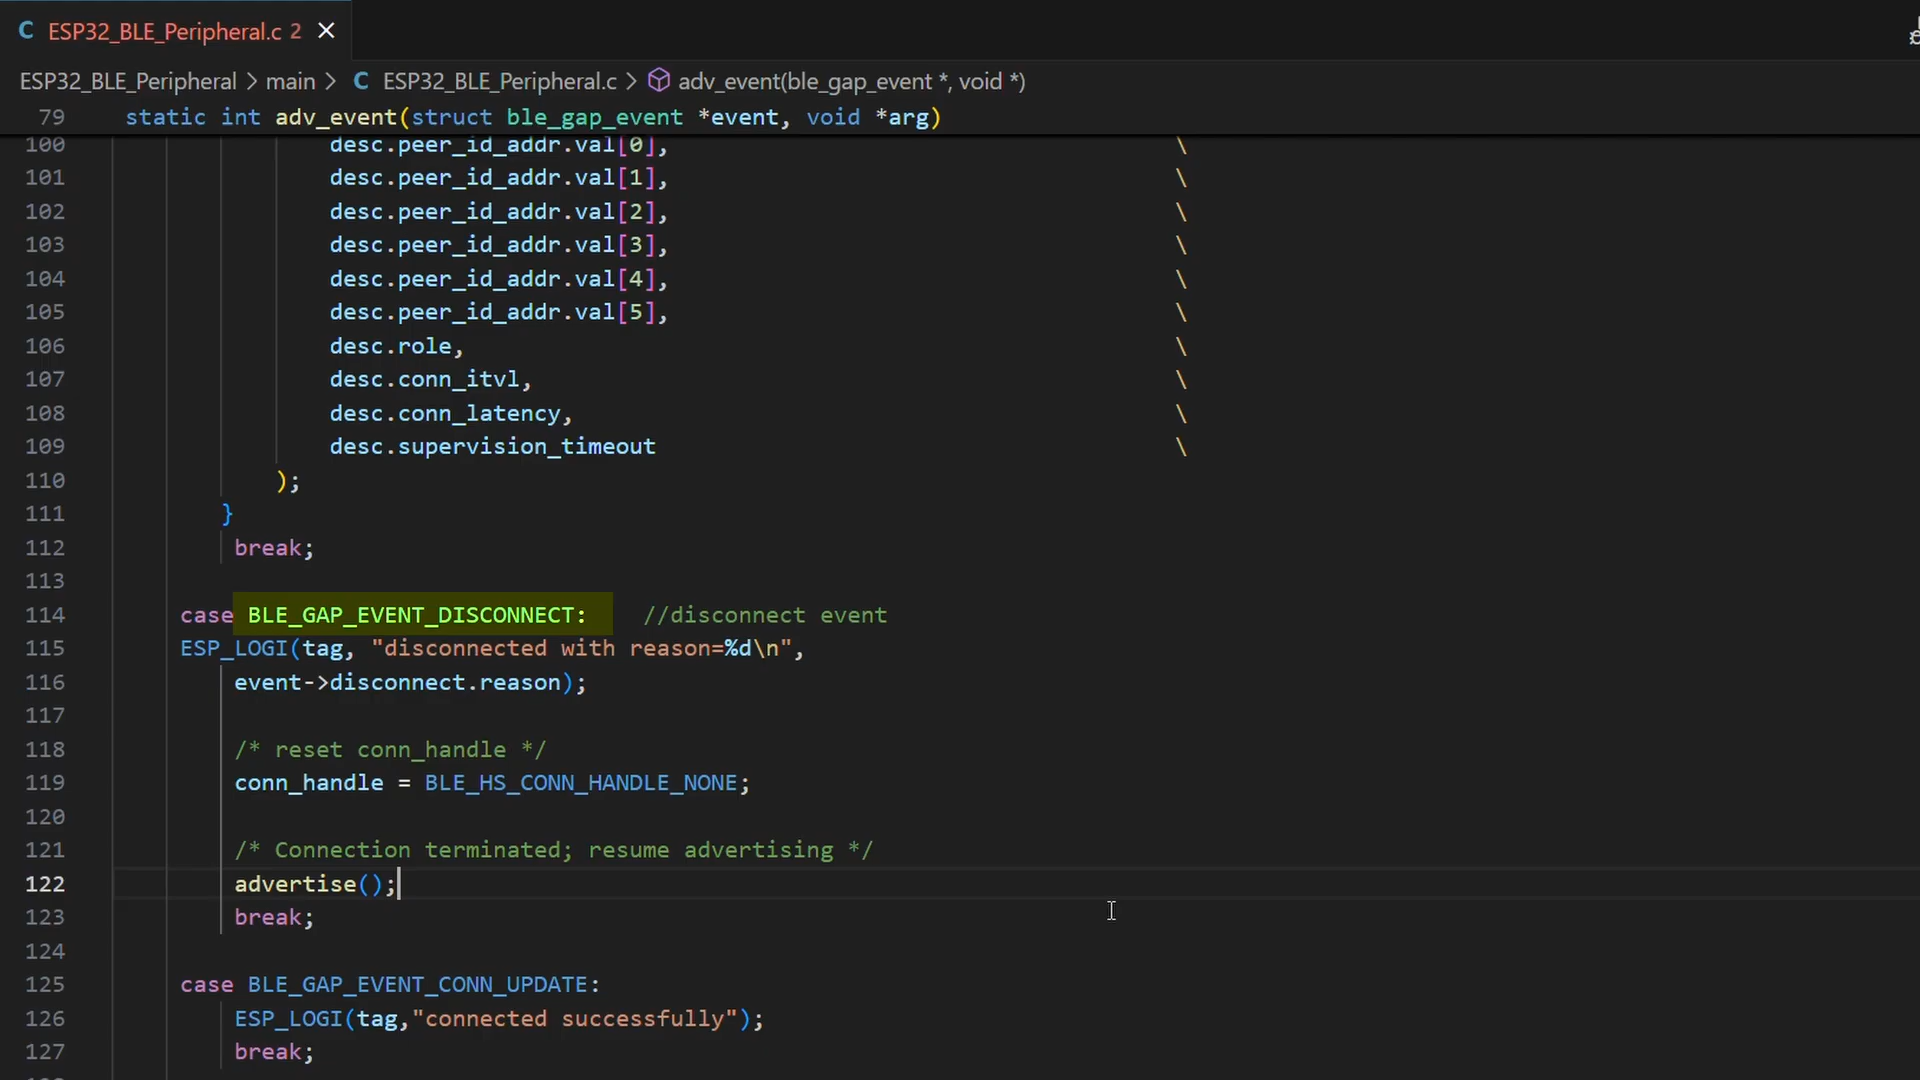 C ESP32_BLE_Peripheral.c 2 ×
ESP32_BLE_Peripheral > main > C ESP32_BLE_Peripheral.c > adv_event(ble_gap_event *, void *)
79 static int adv_event(struct ble_gap_event *event, void *arg)
100 desc.peer_id_addr.val[0], \
101 desc.peer_id_addr.val[1], \
102 desc.peer_id_addr.val[2], \
103 desc.peer_id_addr.val[3], \
104 desc.peer_id_addr.val[4], \
105 desc.peer_id_addr.val[5], \
106 desc.role, \
107 desc.conn_itvl, \
108 desc.conn_latency, \
109 desc.supervision_timeout \
110 );
111 }
112 break;
113
114 case BLE_GAP_EVENT_DISCONNECT: //disconnect event
115 ESP_LOGI(tag, "disconnected with reason=%d\n",
116 event->disconnect.reason);
117
118 /* reset conn_handle */
119 conn_handle = BLE_HS_CONN_HANDLE_NONE;
120
121 /* Connection terminated; resume advertising */
122 advertise();
123 break;
124
125 case BLE_GAP_EVENT_CONN_UPDATE:
126 ESP_LOGI(tag,"connected successfully");
127 break;